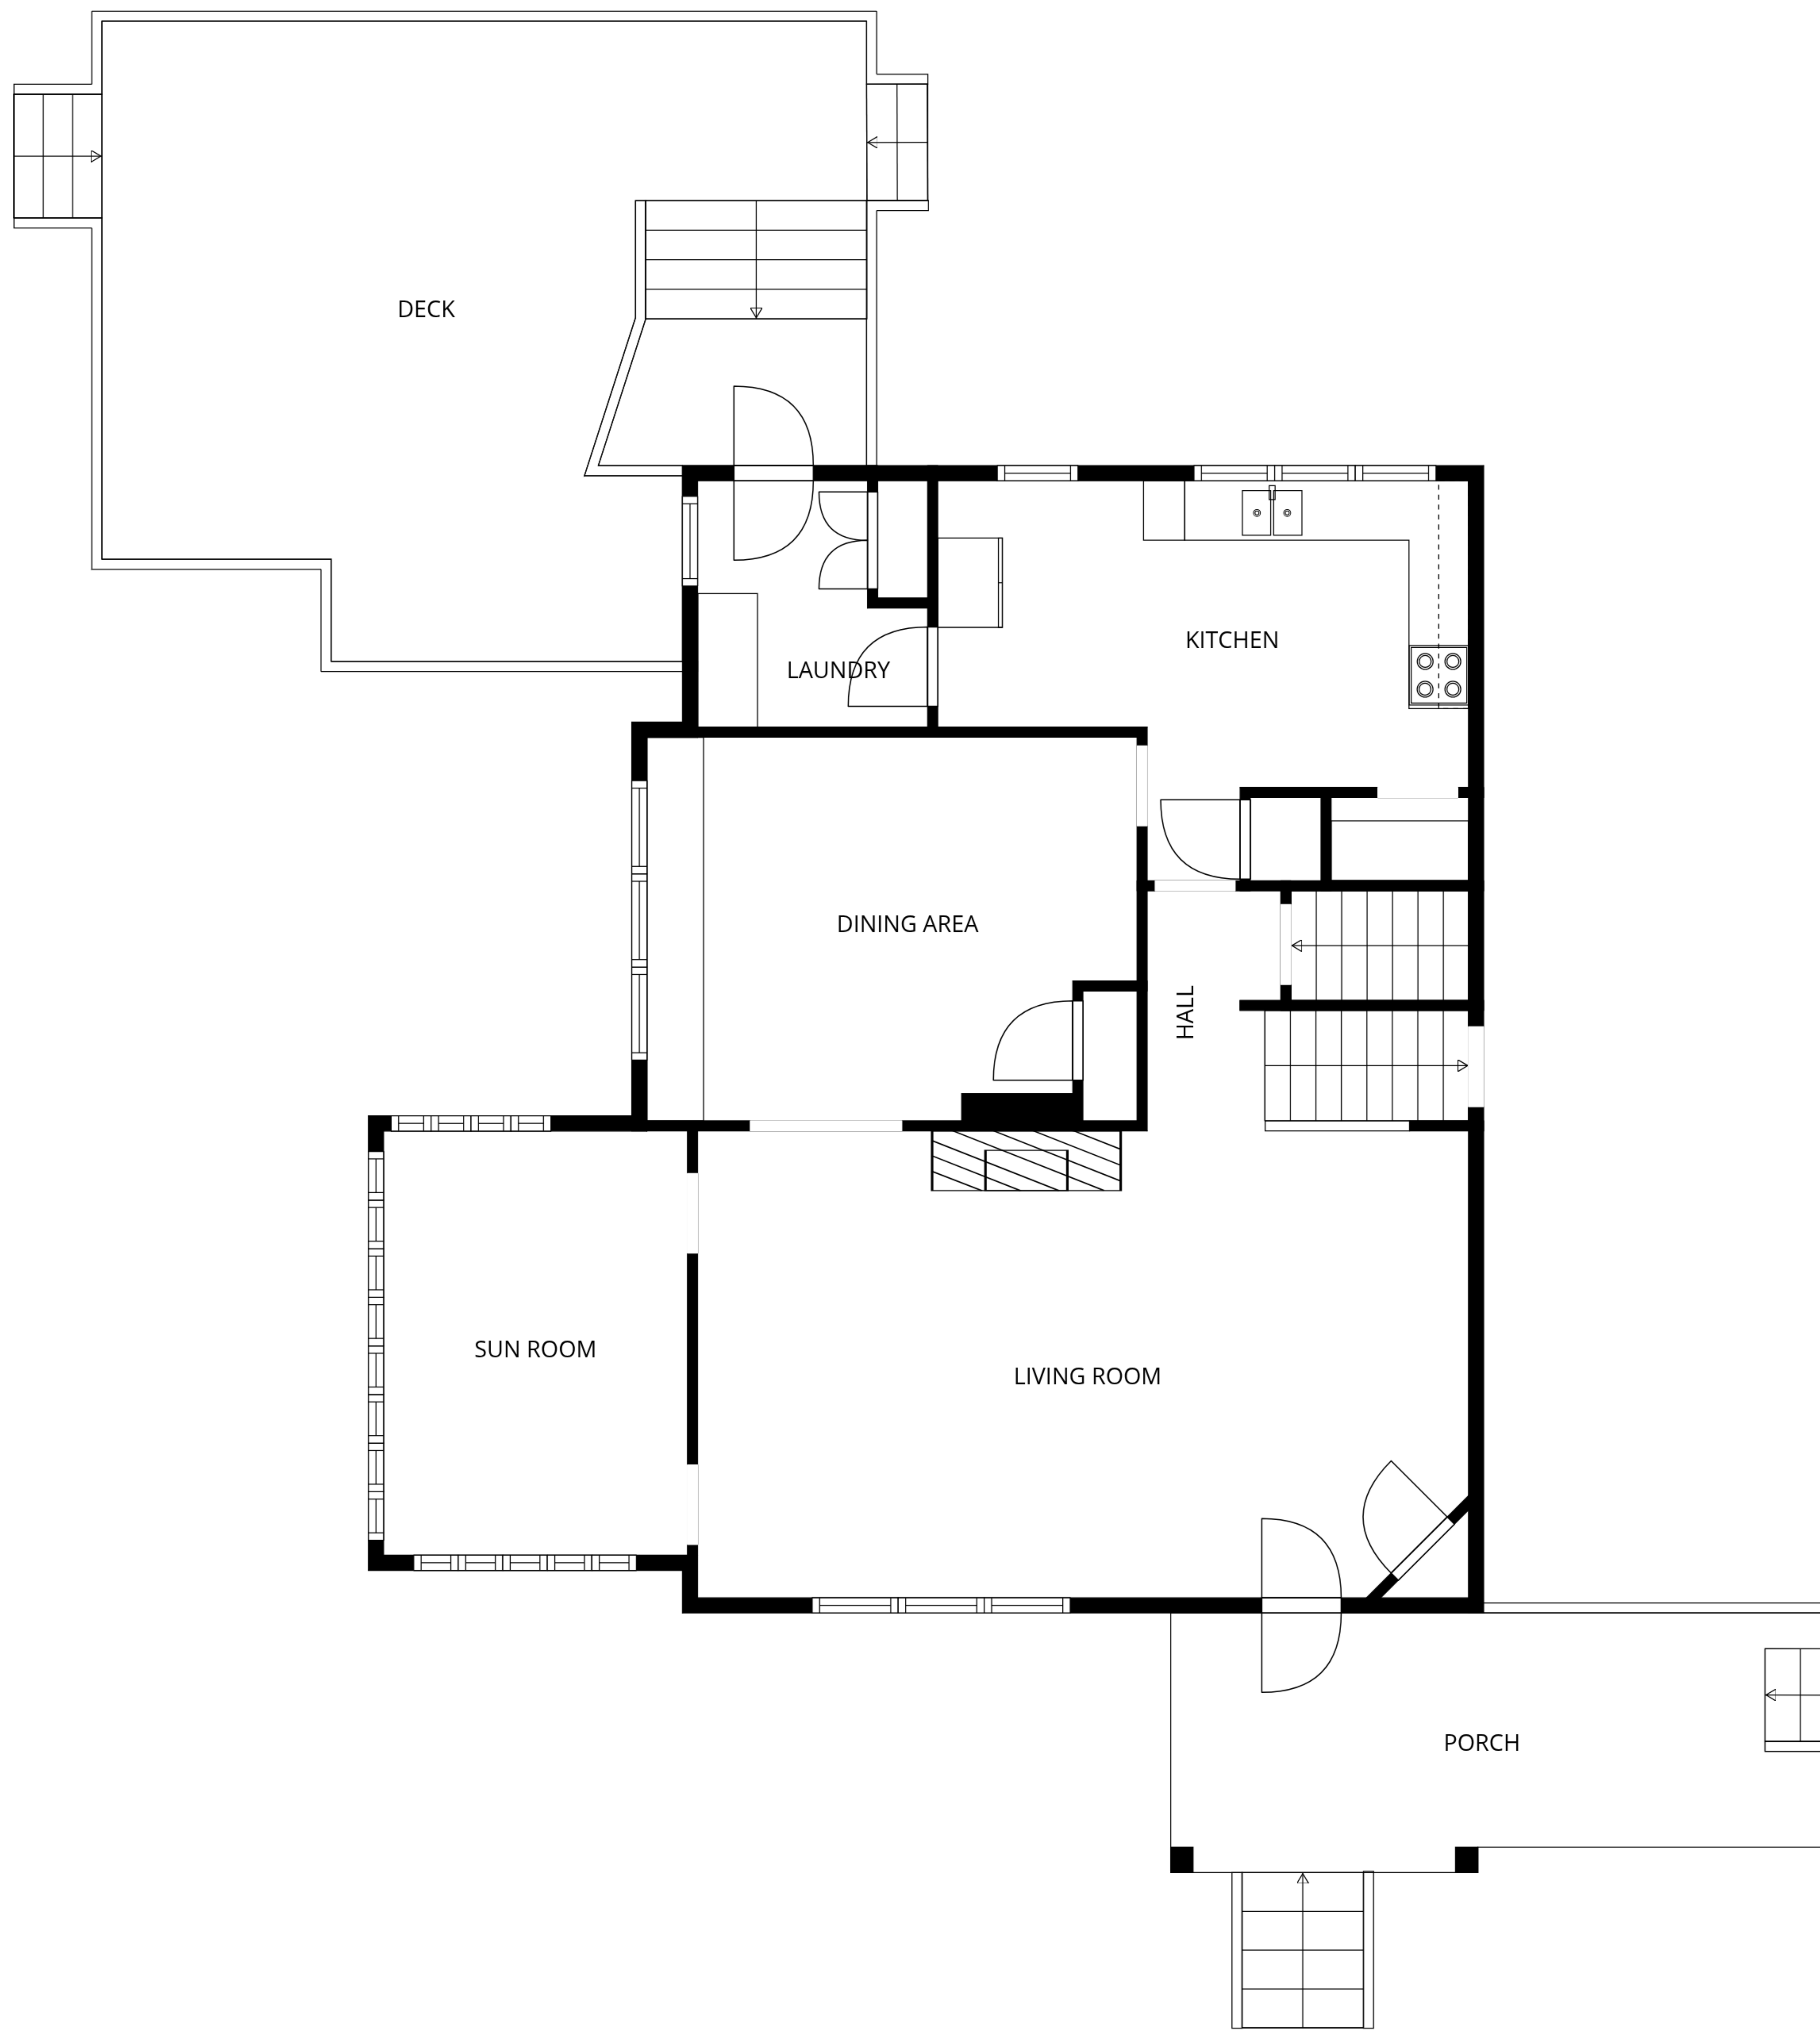 DECK
KITCHEN
LAUNDRY
DINING AREA
HALL
SUN ROOM
LIVING ROOM
PORCH